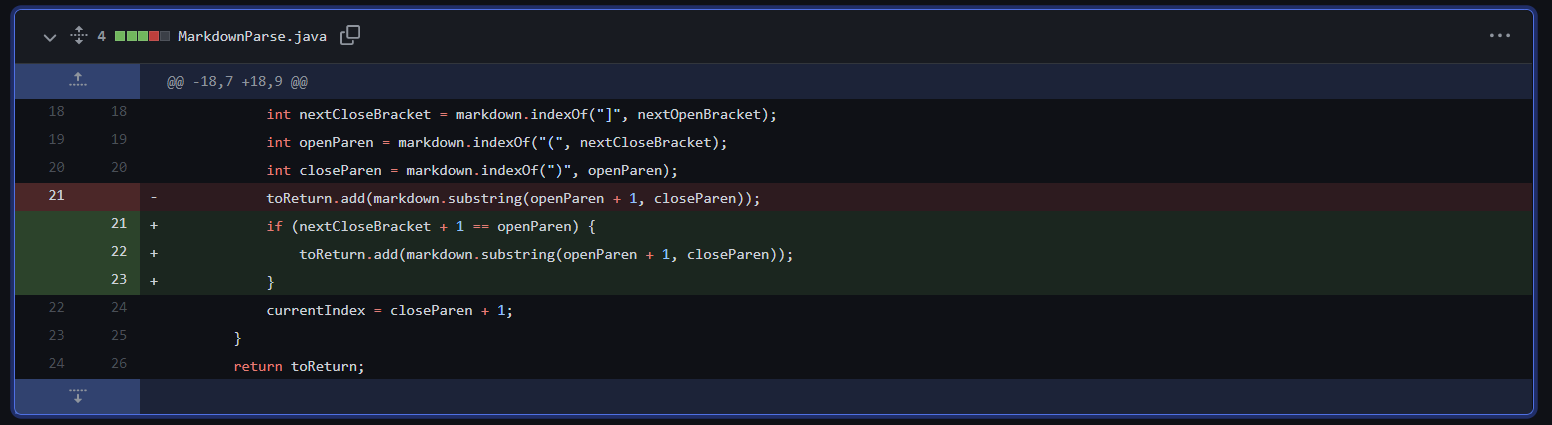 4 MarkdownParse.java
@@ -18,7 +18,9 @@
18 18 int nextCloseBracket = markdown.indexOf("]", nextOpenBracket);
19 19 int openParen = markdown.indexOf("(", nextCloseBracket);
20 20 int closeParen = markdown.indexOf(")", openParen);
21 - toReturn.add(markdown.substring(openParen + 1, closeParen));
21 + if (nextCloseBracket + 1 == openParen) {
22 + toReturn.add(markdown.substring(openParen + 1, closeParen));
23 + }
22 24 currentIndex = closeParen + 1;
23 25 }
24 26 return toReturn;